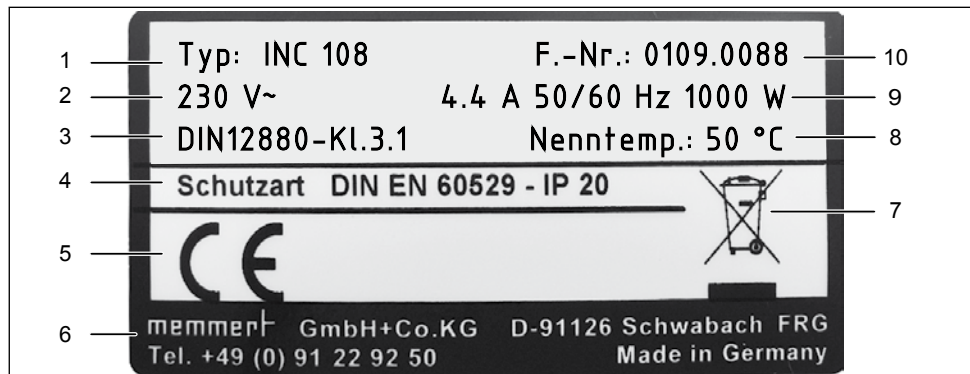 1 Typ: INC 108 F.-Nr.: 0109.0088 10
2 230 V~ 4.4 A 50/60 Hz 1000 W 9
3 DIN12880-Kl.3.1 Nenntemp.: 50 °C 8
4 Schutzart DIN EN 60529 - IP 20
7
5 CE
6 memmert GmbH+Co.KG D-91126 Schwabach FRG
Tel. +49 (0) 91 22 92 50 Made in Germany